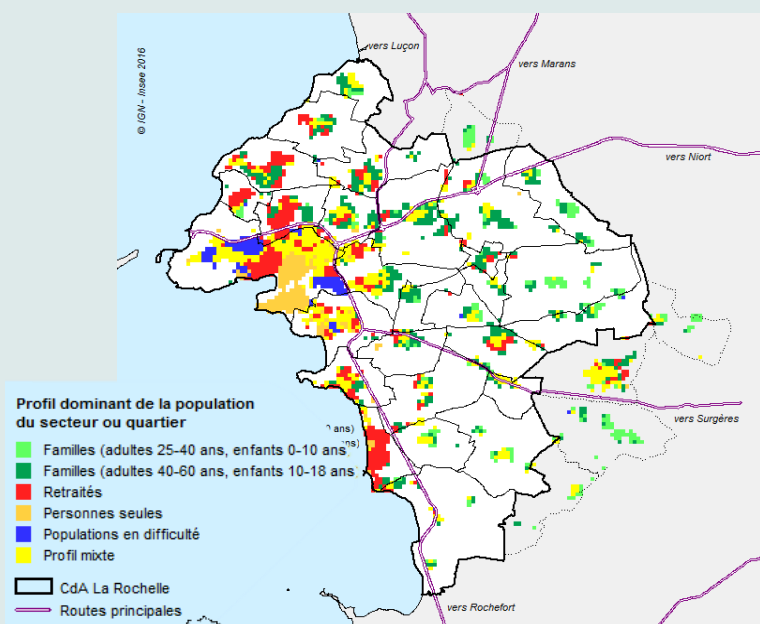 © IGN - Insee 2016
vers Luçon
vers Marans
vers Niort
vers Surgères
vers Rochefort
Profil dominant de la population
du secteur ou quartier
ans)
Familles (adultes 25-40 ans, enfants 0-10 ans)
Familles (adultes 40-60 ans, enfants 10-18 ans)
Retraités
Personnes seules
Populations en difficulté
Profil mixte
CdA La Rochelle
Routes principales